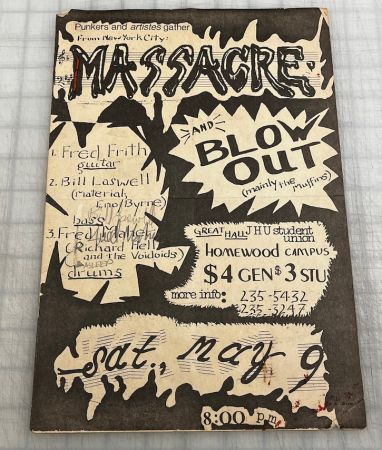 Punkers and artistes gather
From New York City:
MASSACRE
AND
BLOW
OUT
(mainly the Muffins)
1. Fred Frith
guitar
2. Bill Laswell
(Material,
Eno/Byrne)
bass
3. Fred Maher
(Richard Hell
and the Voidoids)
drums
GREAT HALL JHU student
union
HOMEWOOD CAMPUS
$4 GEN $3 STU
more info: 235-5432
235-3247
sat., may 9
8:00 p.m.